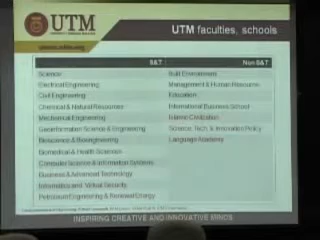 UTM
UTM faculties, schools
S&T
Non S&T
Science
Built Environment
Electrical Engineering
Management & Human Resource
Civil Engineering
Education
Chemical & Natural Resources
International Business School
Mechanical Engineering
Islamic Civilization
Geoinformation Science & Engineering
Science, Tech. & Innovation Policy
Bioscience & Bioengineering
Language Academy
Biomedical & Health Sciences
Computer Science & Information Systems
Business & Advanced Technology
Informatics and Virtual Security
Petroleum Engineering & Renewal Energy
INSPIRING CREATIVE AND INNOVATIVE MINDS